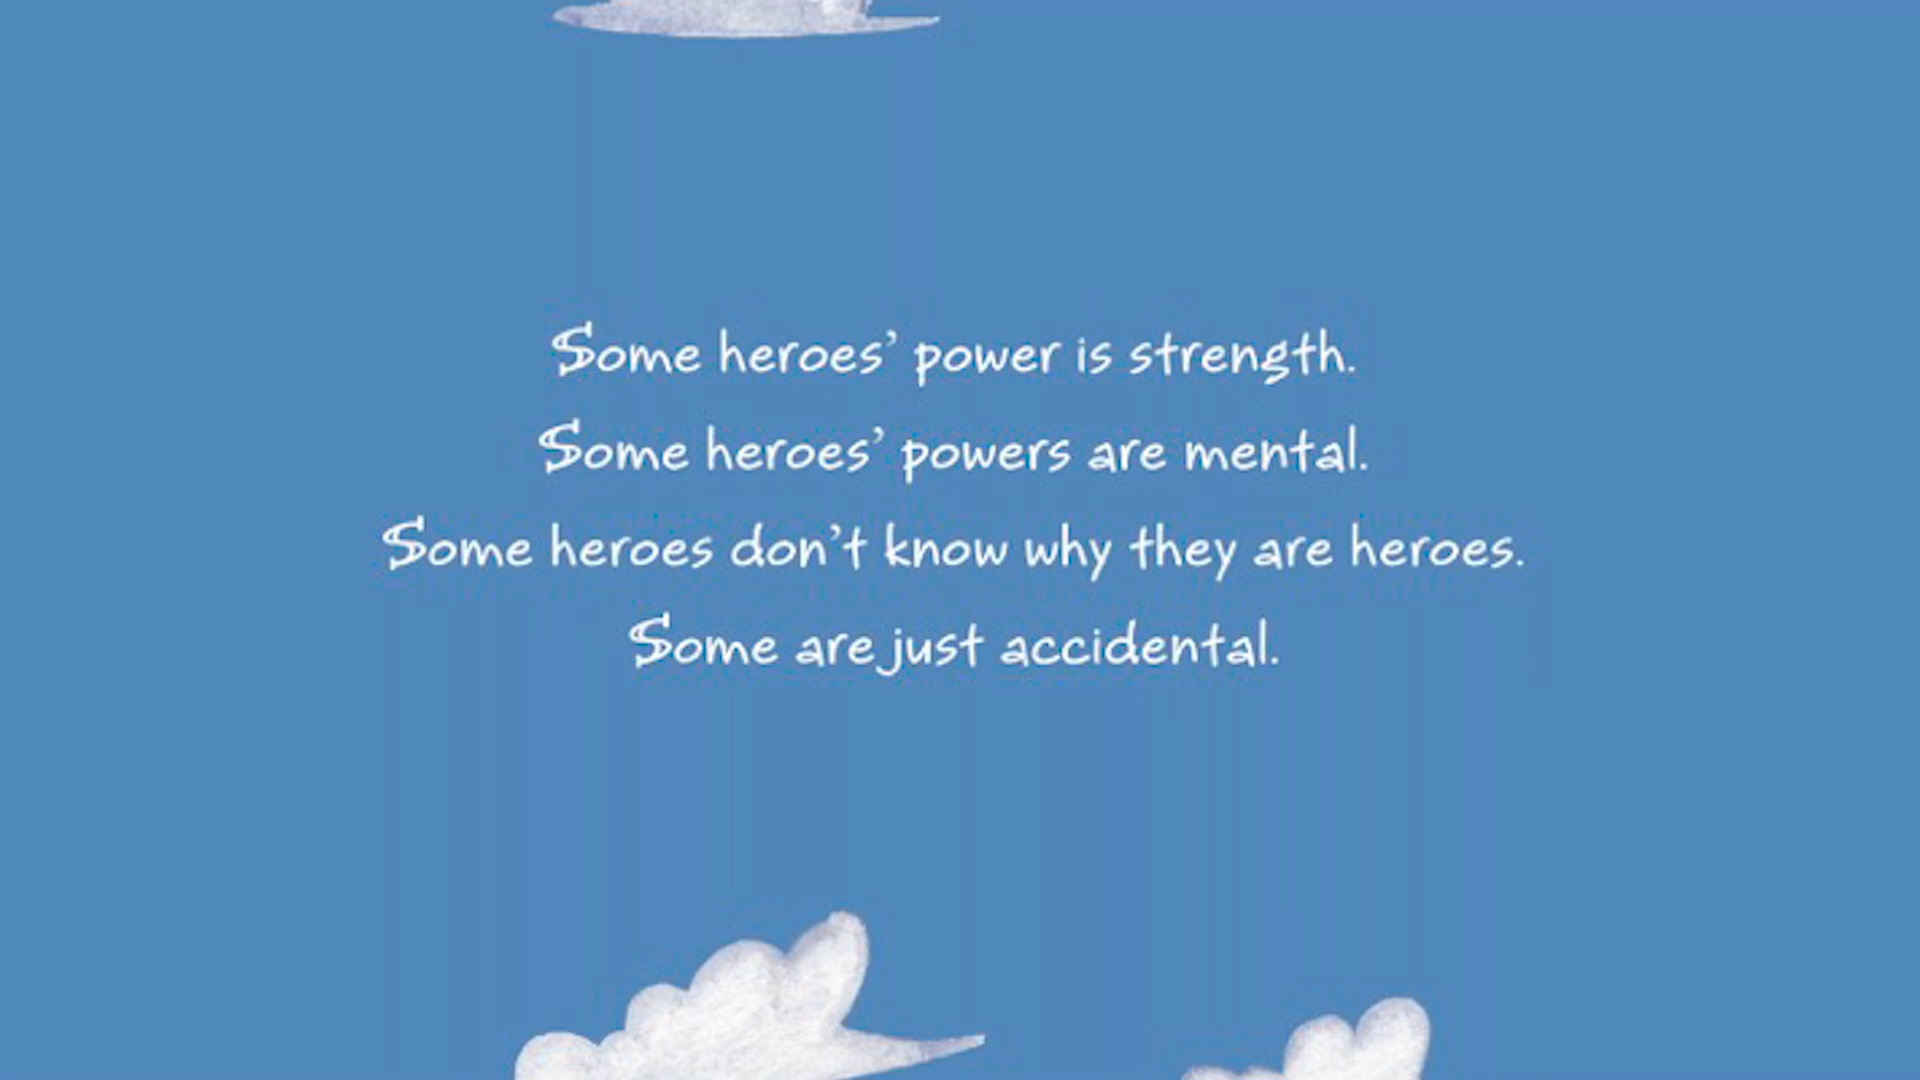 Some heroes’ power is strength.
Some heroes’ powers are mental.
Some heroes don’t know why they are heroes.
Some are just accidental.